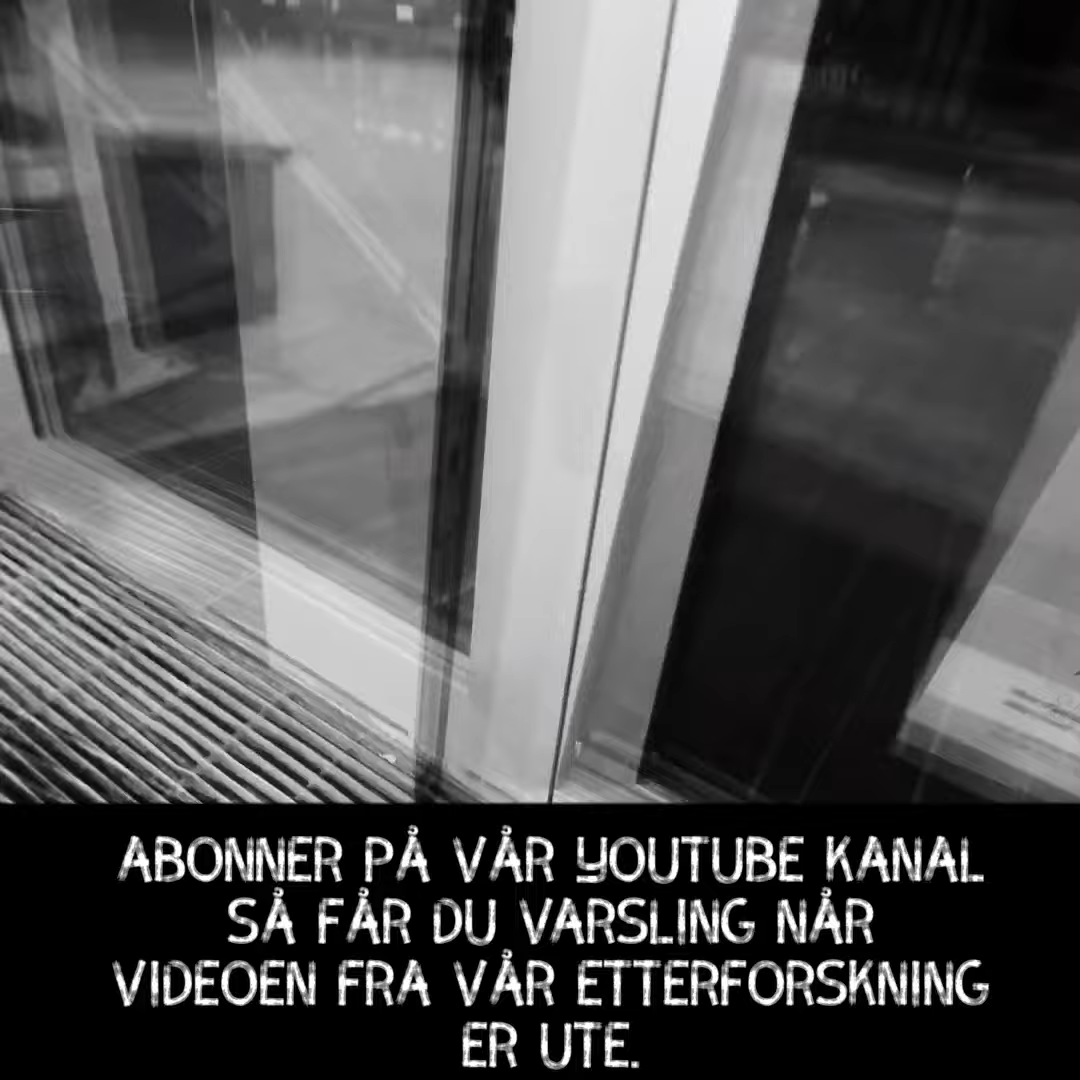 ABONNER PÅ VÅR YOUTUBE KANAL
SÅ FÅR DU VARSLING NÅR
VIDEOEN FRA VÅR ETTERFORSKNING
ER UTE.